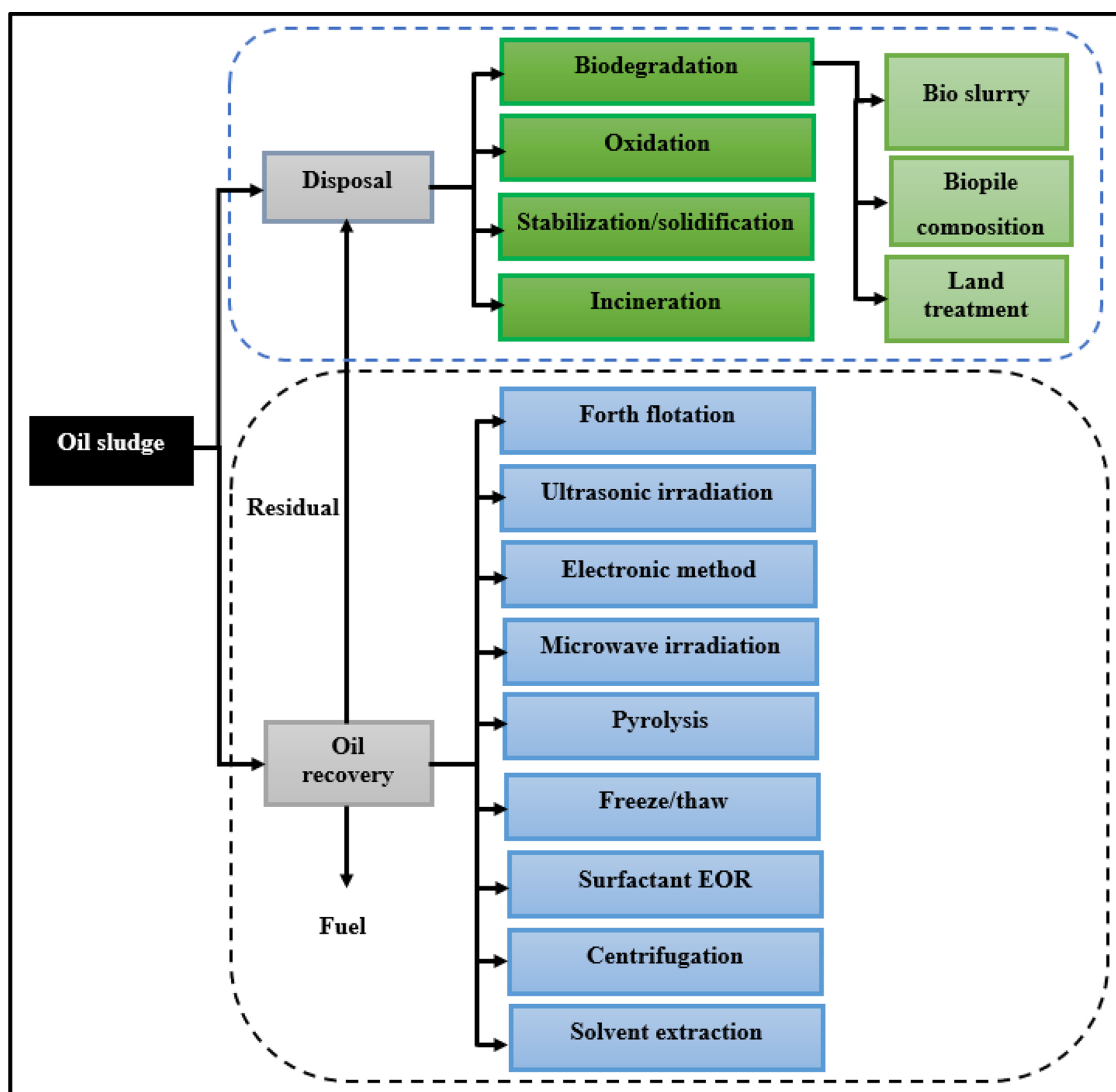 Biodegradation
Bio slurry
Oxidation
Disposal
Biopile
composition
Stabilization/solidification
Land
treatment
Incineration
Forth flotation
Oil sludge
Ultrasonic irradiation
Residual
Electronic method
Microwave irradiation
Pyrolysis
Oil
recovery
Freeze/thaw
Surfactant EOR
Fuel
Centrifugation
Solvent extraction